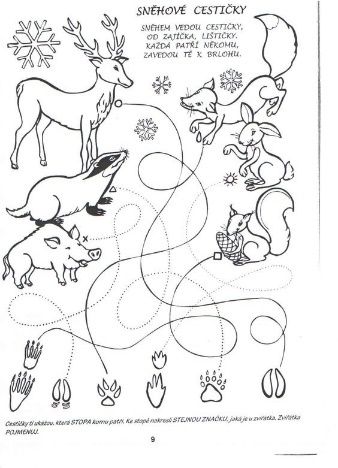 SNĚHOVÉ CESTIČKY
SNĚHEM VEDOU CESTIČKY,
OD ZAJÍČKA, LIŠTIČKY.
KAŽDÁ PATŘÍ NĚKOMU,
ZAVEDOU TĚ K BRLOHU.
Cestičky ti ukážou, která STOPA komu patří. Ke stopě nakresli STEJNOU ZNAČKU, jaká je u zvířátka. Zvířátka
POJMENUJ.
9